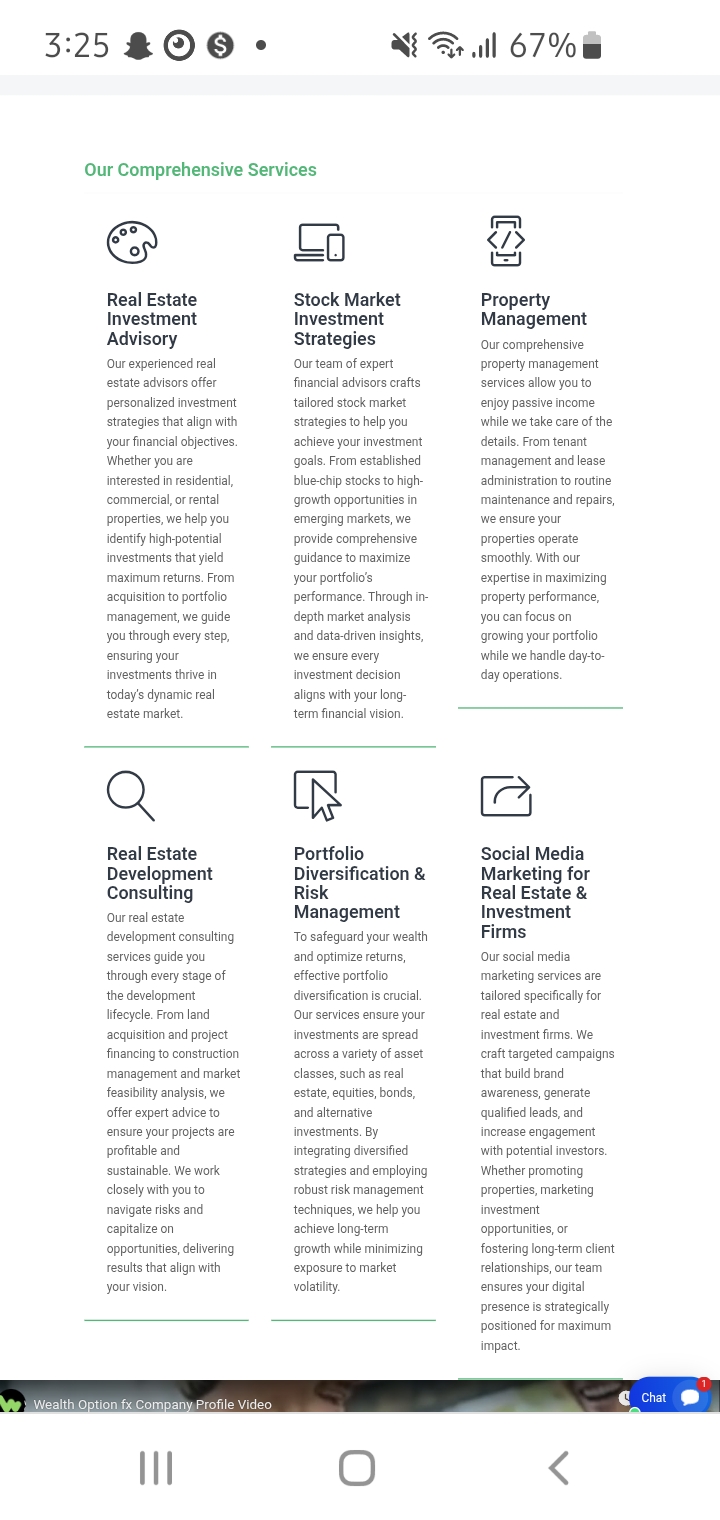 3:25
67%
Our Comprehensive Services
Real Estate
Investment
Advisory
Our experienced real
estate advisors offer
personalized investment
strategies that align with
your financial objectives.
Whether you are
interested in residential,
commercial, or rental
properties, we help you
identify high-potential
investments that yield
maximum returns. From
acquisition to portfolio
management, we guide
you through every step,
ensuring your
investments thrive in
today's dynamic real
estate market.
Stock Market
Investment
Strategies
Our team of expert
financial advisors crafts
tailored stock market
strategies to help you
achieve your investment
goals. From established
blue-chip stocks to high-
growth opportunities in
emerging markets, we
provide comprehensive
guidance to maximize
your portfolio's
performance. Through in-
depth market analysis
and data-driven insights,
we ensure every
investment decision
aligns with your long-
term financial vision.
Property
Management
Our comprehensive
property management
services allow you to
enjoy passive income
while we take care of the
details. From tenant
management and lease
administration to routine
maintenance and repairs,
we ensure your
properties operate
smoothly. With our
expertise in maximizing
property performance,
you can focus on
growing your portfolio
while we handle day-to-
day operations.
Real Estate
Development
Consulting
Our real estate
development consulting
services guide you
through every stage of
the development
lifecycle. From land
acquisition and project
financing to construction
management and market
feasibility analysis, we
offer expert advice to
ensure your projects are
profitable and
sustainable. We work
closely with you to
navigate risks and
capitalize on
opportunities, delivering
results that align with
your vision.
Portfolio
Diversification &
Risk
Management
To safeguard your wealth
and optimize returns,
effective portfolio
diversification is crucial.
Our services ensure your
investments are spread
across a variety of asset
classes, such as real
estate, equities, bonds,
and alternative
investments. By
integrating diversified
strategies and employing
robust risk management
techniques, we help you
achieve long-term
growth while minimizing
exposure to market
volatility.
Social Media
Marketing for
Real Estate &
Investment
Firms
Our social media
marketing services are
tailored specifically for
real estate and
investment firms. We
craft targeted campaigns
that build brand
awareness, generate
qualified leads, and
increase engagement
with potential investors.
Whether promoting
properties, marketing
investment
opportunities, or
fostering long-term client
relationships, our team
ensures your digital
presence is strategically
positioned for maximum
impact.
Wealth Option fx Company Profile Video
Chat
1